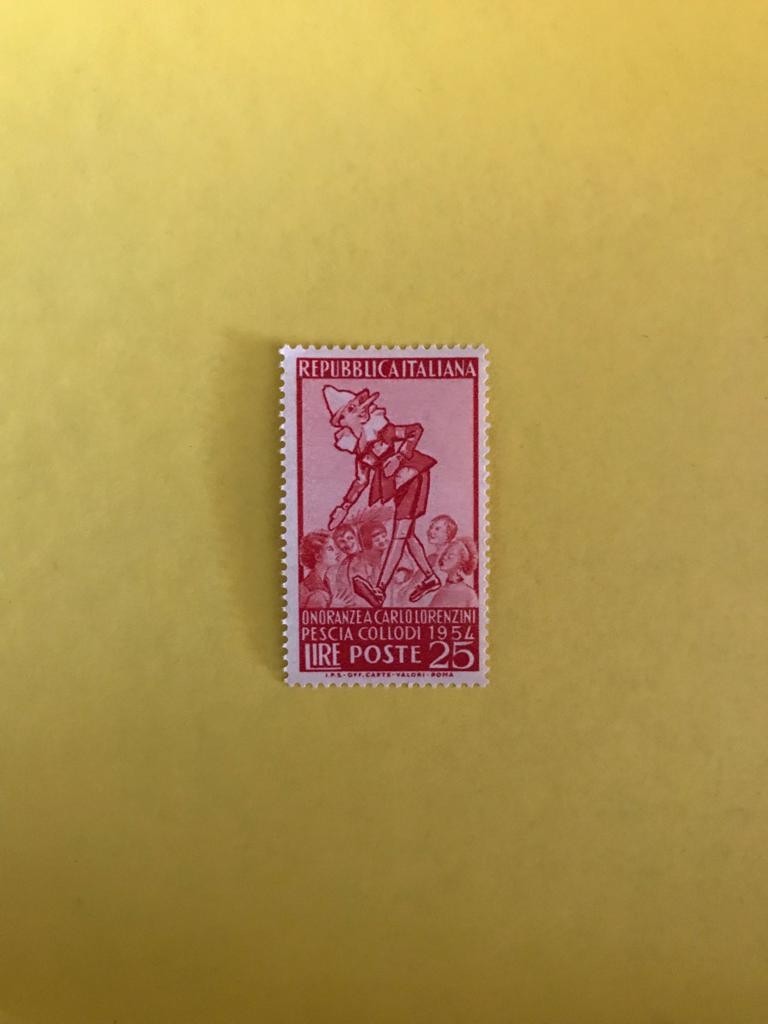 REPUBBLICA ITALIANA
ONORANZE A CARLO LORENZINI
PESCIA COLLODI 1954
LIRE POSTE 25
I.P.S. - OFF. CARTE - VALORI - ROMA